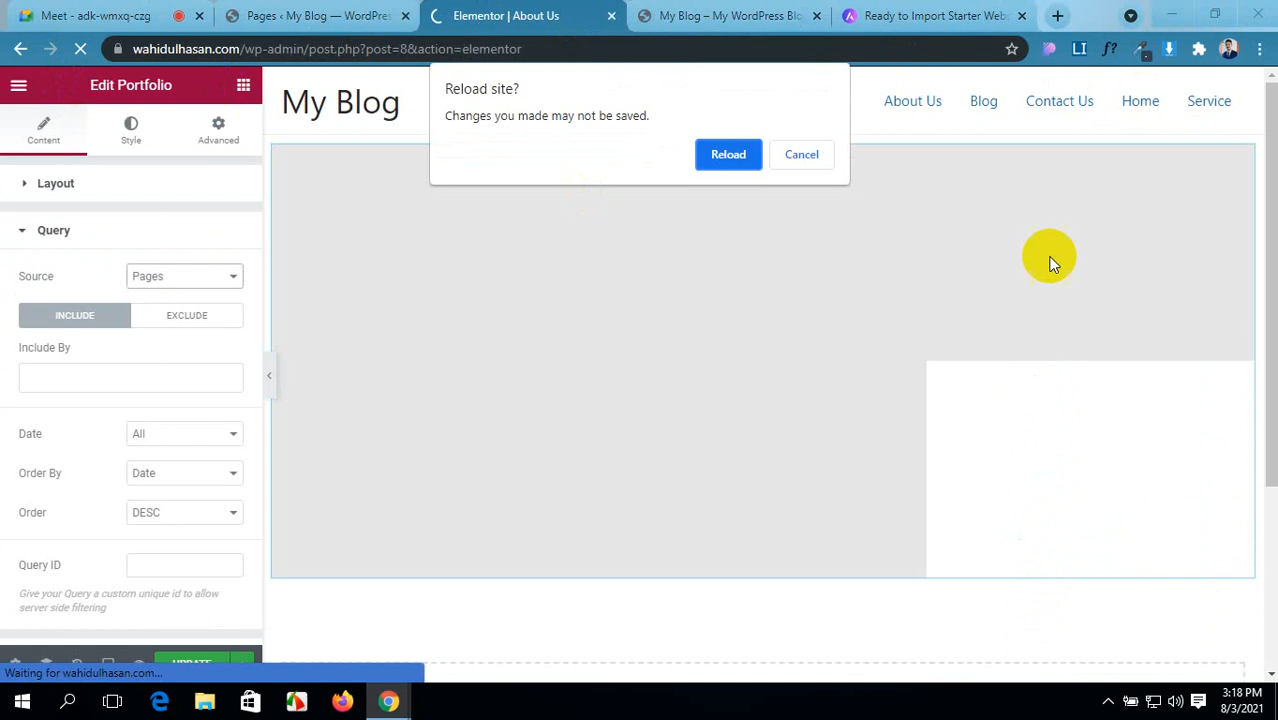 Meet - adk-wmxq-czg
Pages ‹ My Blog — WordPres
Elementor | About Us
My Blog – My WordPress Blo
Ready to Import Starter Web
wahidulhasan.com/wp-admin/post.php?post=8&action=elementor
LI
f?
Edit Portfolio
Content
Style
Advanced
Layout
Query
Source
Pages
INCLUDE
EXCLUDE
Include By
Date
All
Order By
Date
Order
DESC
Query ID
Give your Query a custom unique id to allow
server side filtering
UPDATE
Waiting for wahidulhasan.com...
My Blog
About Us
Blog
Contact Us
Home
Service
Reload site?
Changes you made may not be saved.
Reload
Cancel
3:18 PM
8/3/2021